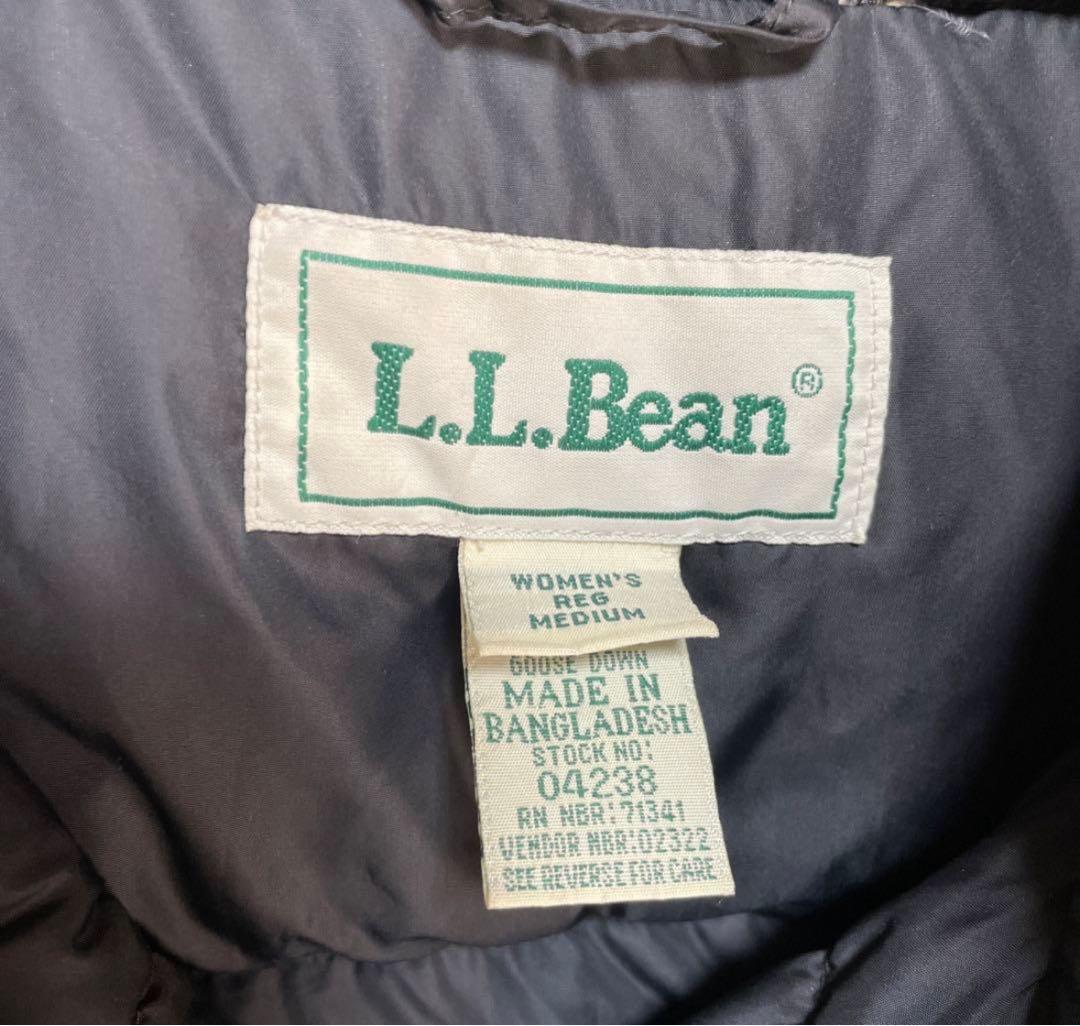 L.L.Bean®
WOMEN'S
REG
MEDIUM
GOOSE DOWN
MADE IN
BANGLADESH
STOCK NO:
04238
RN NBR:71341
VENDOR NBR:02322
SEE REVERSE FOR CARE